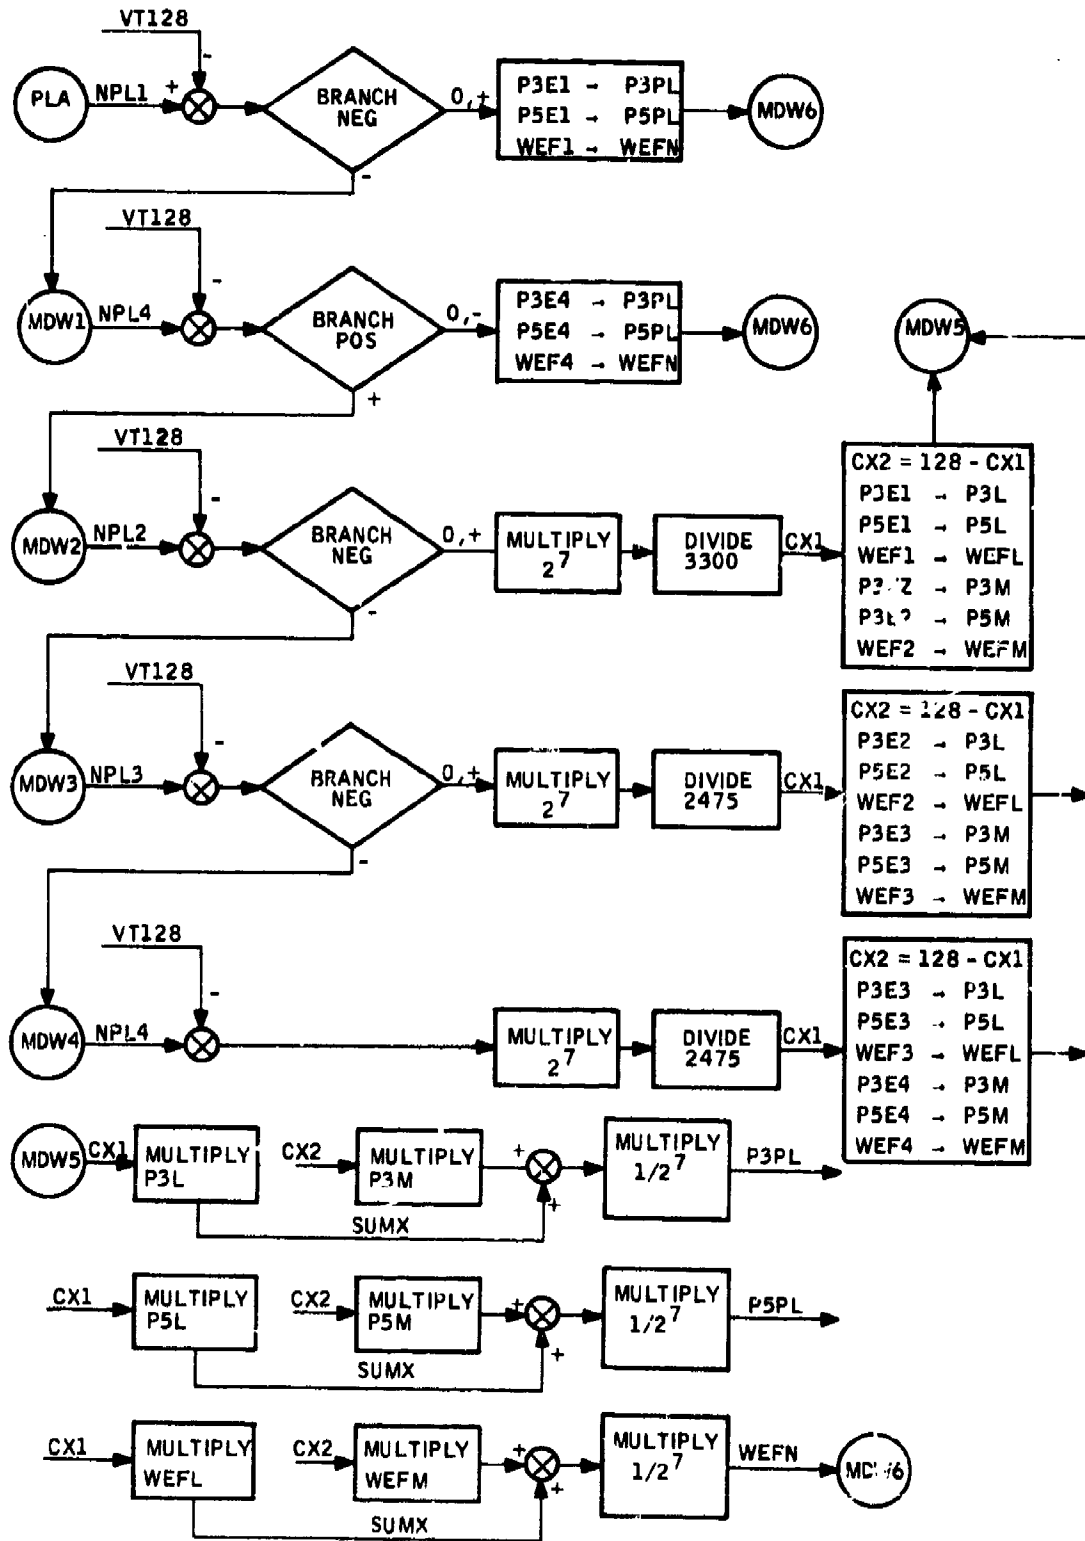 VT128
-
PLA
NPL1
+
BRANCH
NEG
0,+
P3E1 → P3PL
P5E1 → P5PL
WEF1 → WEFN
MDW6
-
VT128
-
MDW1
NPL4
BRANCH
POS
0,-
P3E4 → P3PL
P5E4 → P5PL
WEF4 → WEFN
MDW6
MDW5
+
VT128
-
MDW2
NPL2
BRANCH
NEG
0,+
MULTIPLY
2^7
DIVIDE
3300
CX1
CX2 = 128 - CX1
P3E1 → P3L
P5E1 → P5L
WEF1 → WEFL
→ P3M
→ P5M
WEF2 → WEFM
-
VT128
-
MDW3
NPL3
BRANCH
NEG
0,+
MULTIPLY
2^7
DIVIDE
2475
CX1
CX2 = 128 - CX1
P3E2 → P3L
P5E2 → P5L
WEF2 → WEFL
P3E3 → P3M
P5E3 → P5M
WEF3 → WEFM
-
VT128
-
MDW4
NPL4
MULTIPLY
2^7
DIVIDE
2475
CX1
CX2 = 128 - CX1
P3E3 → P3L
P5E3 → P5L
WEF3 → WEFL
P3E4 → P3M
P5E4 → P5M
WEF4 → WEFM
MDW5
CX1
MULTIPLY
P3L
CX2
MULTIPLY
P3M
+
+
SUMX
MULTIPLY
1/2^7
P3PL
CX1
MULTIPLY
P5L
CX2
MULTIPLY
P5M
+
+
SUMX
MULTIPLY
1/2^7
P5PL
CX1
MULTIPLY
WEFL
CX2
MULTIPLY
WEFM
+
+
SUMX
MULTIPLY
1/2^7
WEFN
MDW6